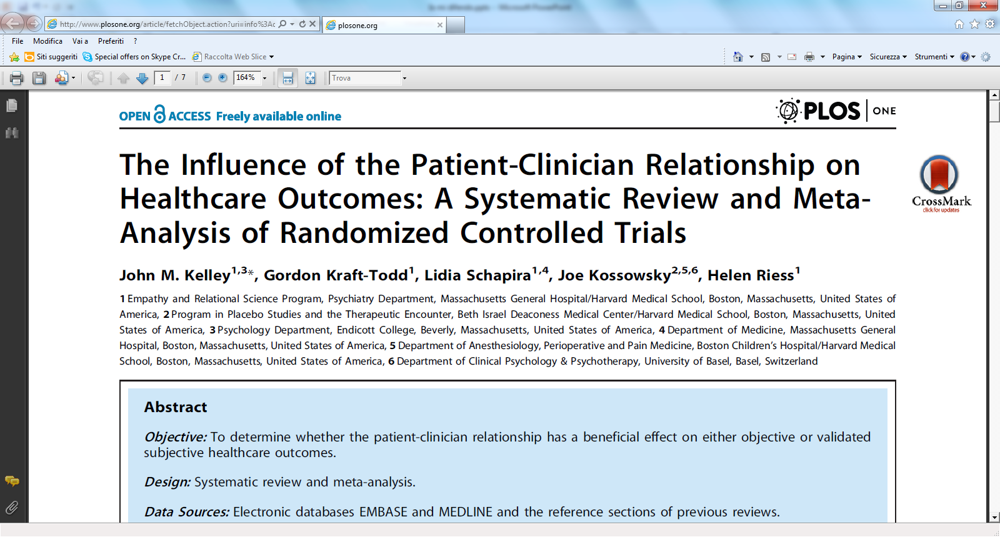 http://www.plosone.org/article/fetchObject.action?uri=info%3Ac
plosone.org
File Modifica Vai a Preferiti ?
Siti suggeriti Special offers on Skype Cr... Raccolta Web Slice
Pagina Sicurezza Strumenti
1 / 7 164% Trova
OPEN ACCESS Freely available online
PLOS ONE
The Influence of the Patient-Clinician Relationship on
Healthcare Outcomes: A Systematic Review and Meta-
Analysis of Randomized Controlled Trials
CrossMark
click for updates
John M. Kelley1,3*, Gordon Kraft-Todd1, Lidia Schapira1,4, Joe Kossowsky2,5,6, Helen Riess1
1 Empathy and Relational Science Program, Psychiatry Department, Massachusetts General Hospital/Harvard Medical School, Boston, Massachusetts, United States of
America, 2 Program in Placebo Studies and the Therapeutic Encounter, Beth Israel Deaconess Medical Center/Harvard Medical School, Boston, Massachusetts, United
States of America, 3 Psychology Department, Endicott College, Beverly, Massachusetts, United States of America, 4 Department of Medicine, Massachusetts General
Hospital, Boston, Massachusetts, United States of America, 5 Department of Anesthesiology, Perioperative and Pain Medicine, Boston Children's Hospital/Harvard Medical
School, Boston, Massachusetts, United States of America, 6 Department of Clinical Psychology & Psychotherapy, University of Basel, Basel, Switzerland
Abstract
Objective: To determine whether the patient-clinician relationship has a beneficial effect on either objective or validated
subjective healthcare outcomes.
Design: Systematic review and meta-analysis.
Data Sources: Electronic databases EMBASE and MEDLINE and the reference sections of previous reviews.